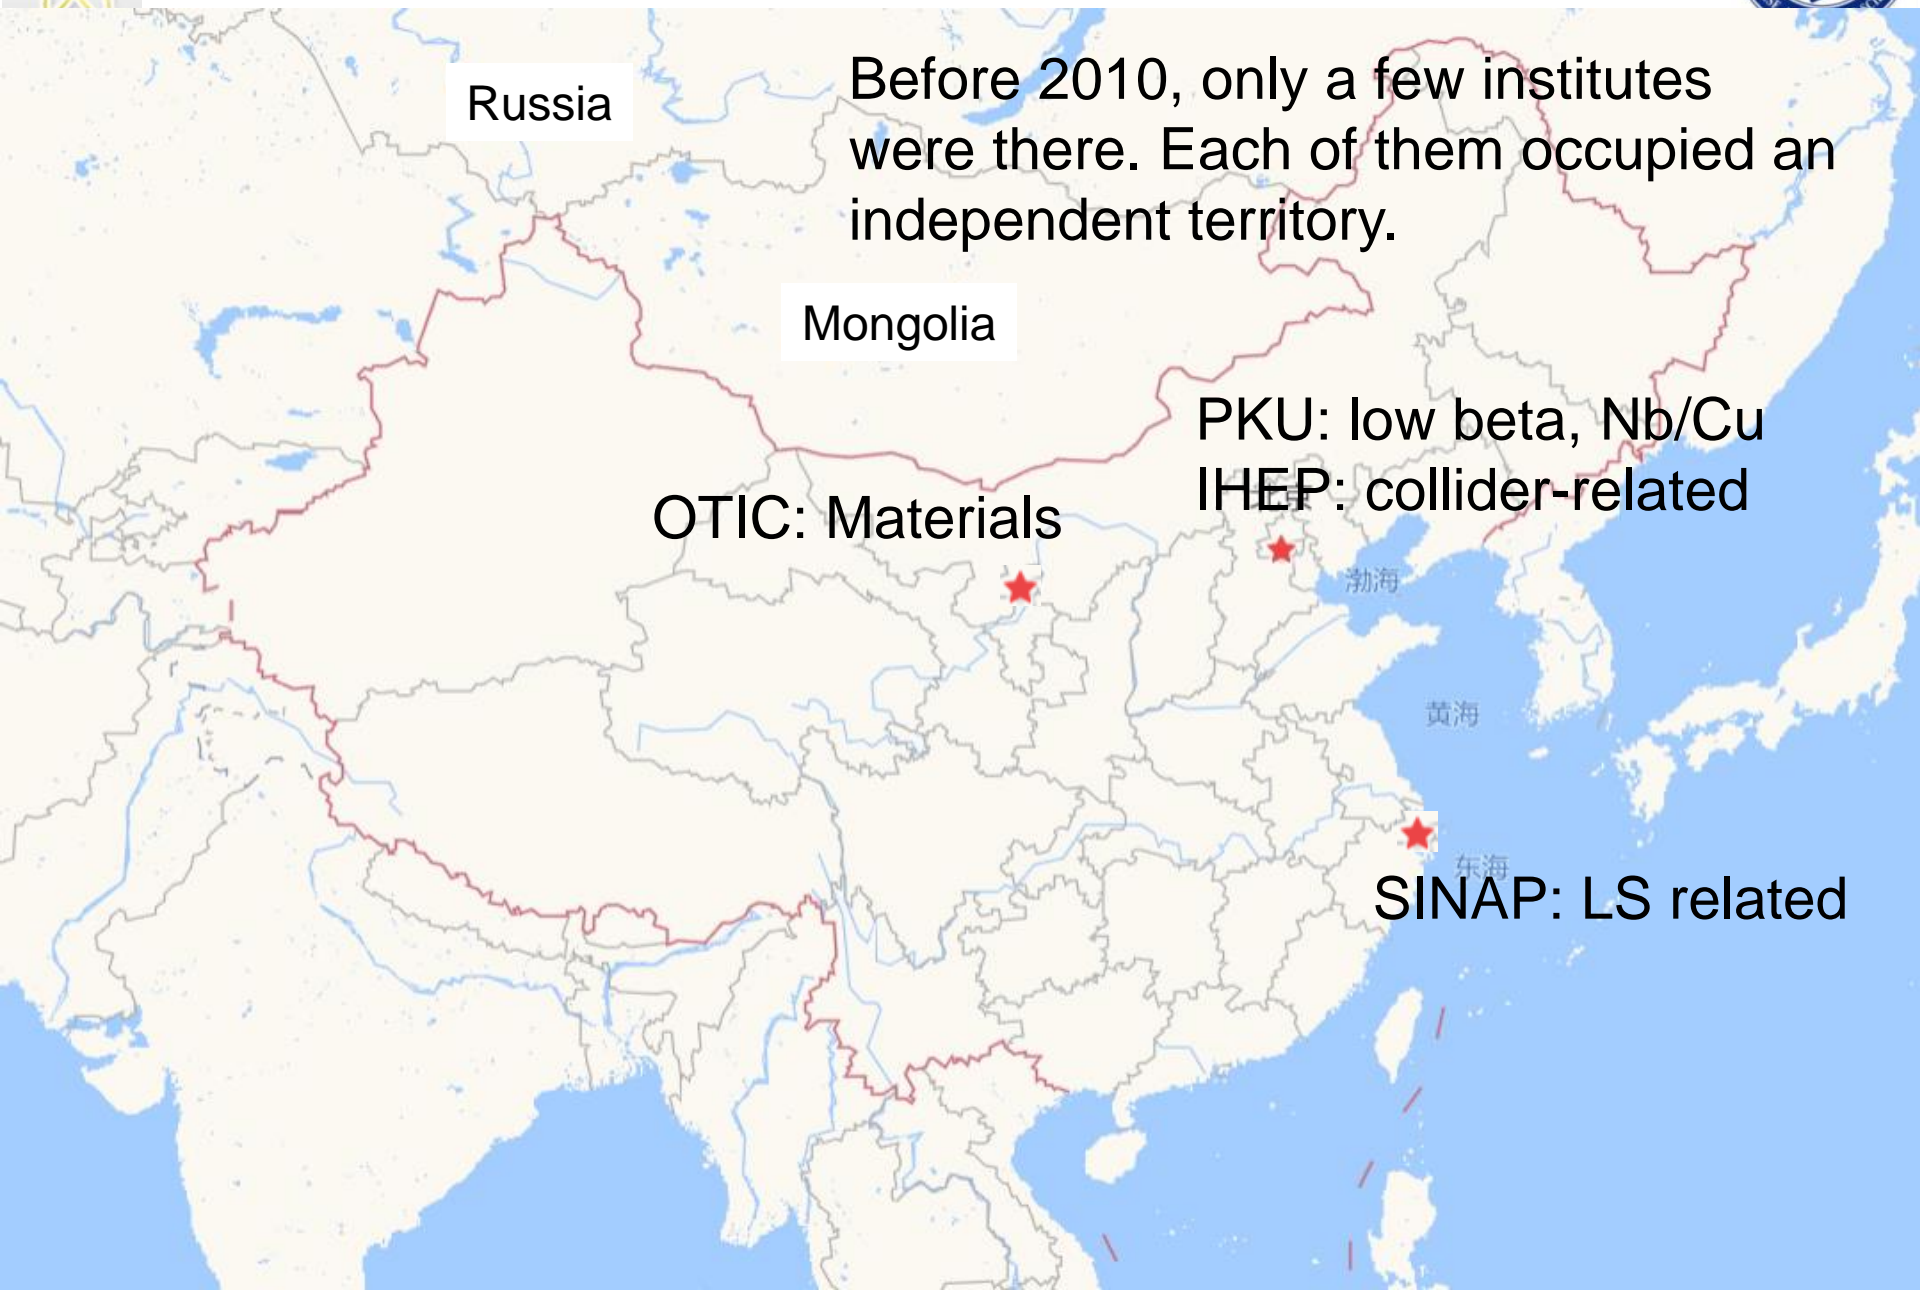 Before 2010, only a few institutes
were there. Each of them occupied an
independent territory.
Russia
Mongolia
PKU: low beta, Nb/Cu
IHEP: collider-related
OTIC: Materials
渤海
黄海
东海
SINAP: LS related